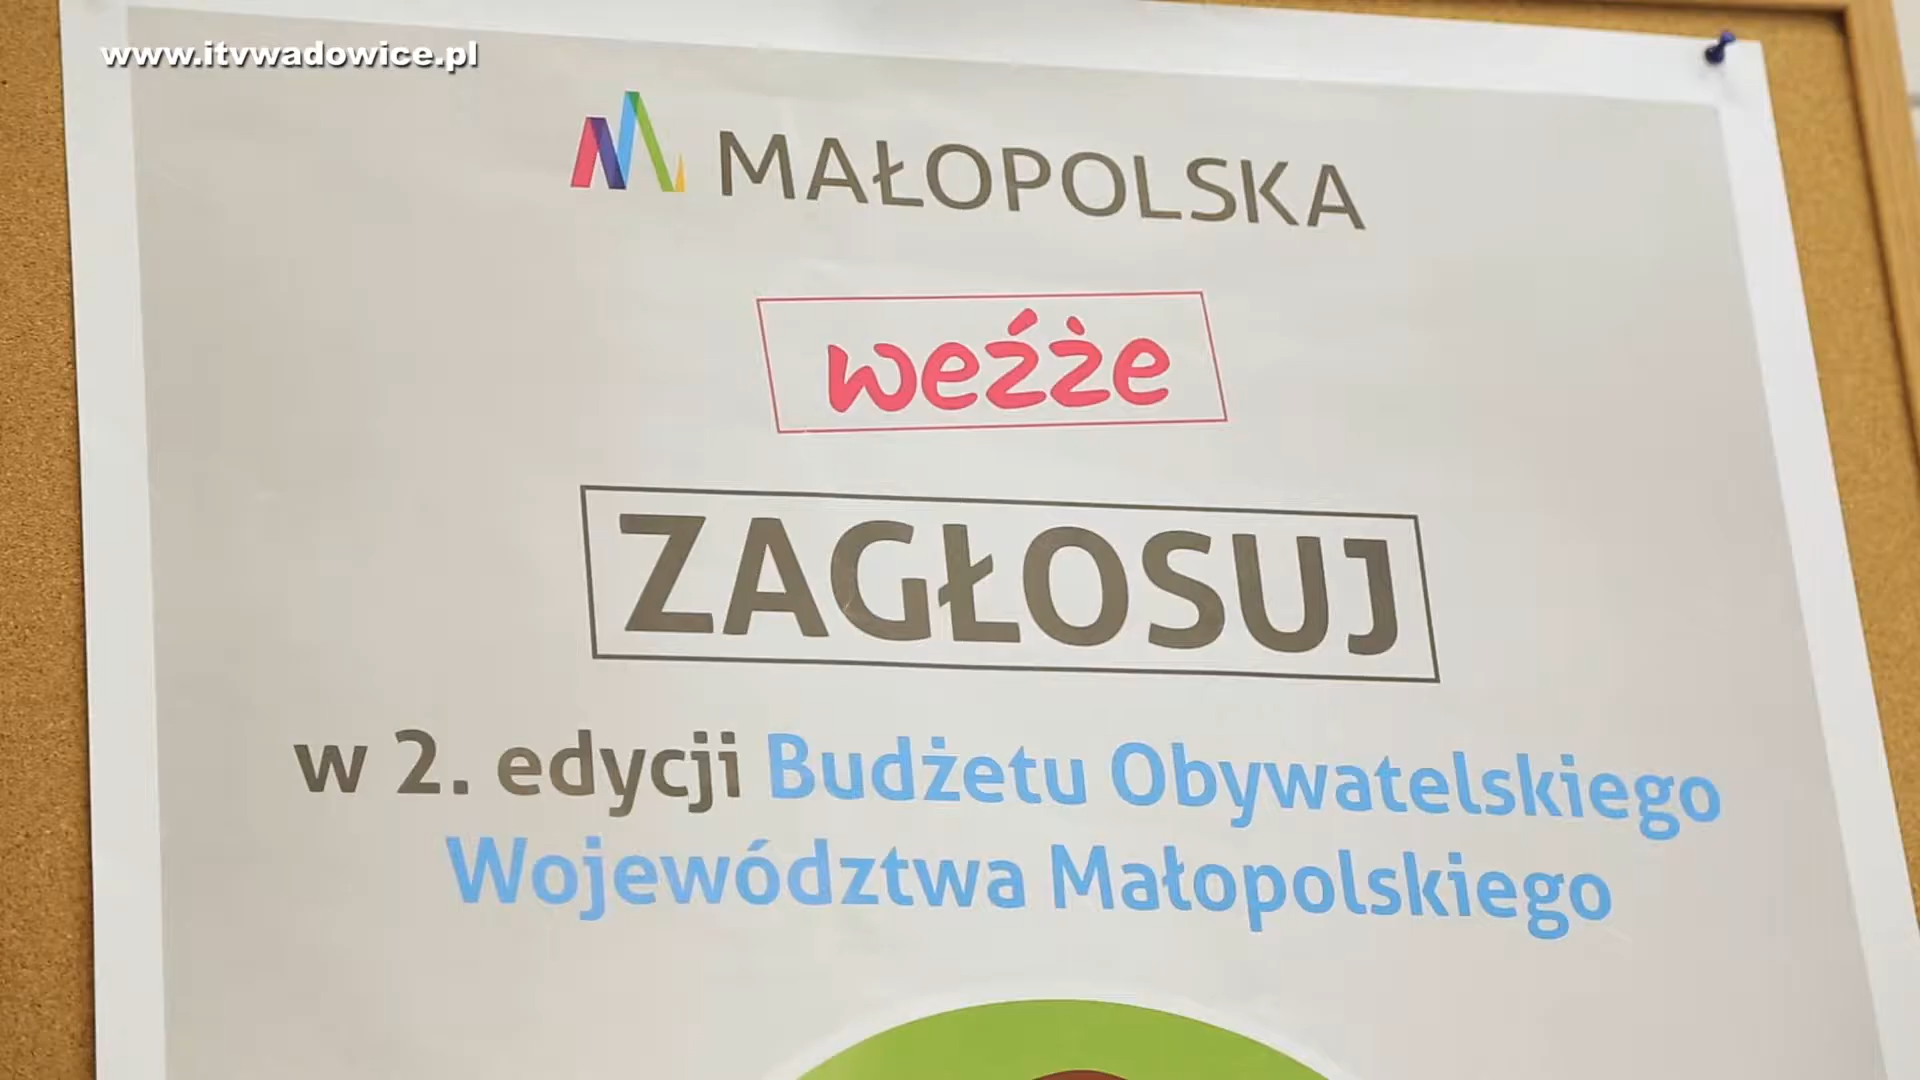 www.itvwadowice.pl
MAŁOPOLSKA
weźże
ZAGŁOSUJ
w 2. edycji Budżetu Obywatelskiego
Województwa Małopolskiego